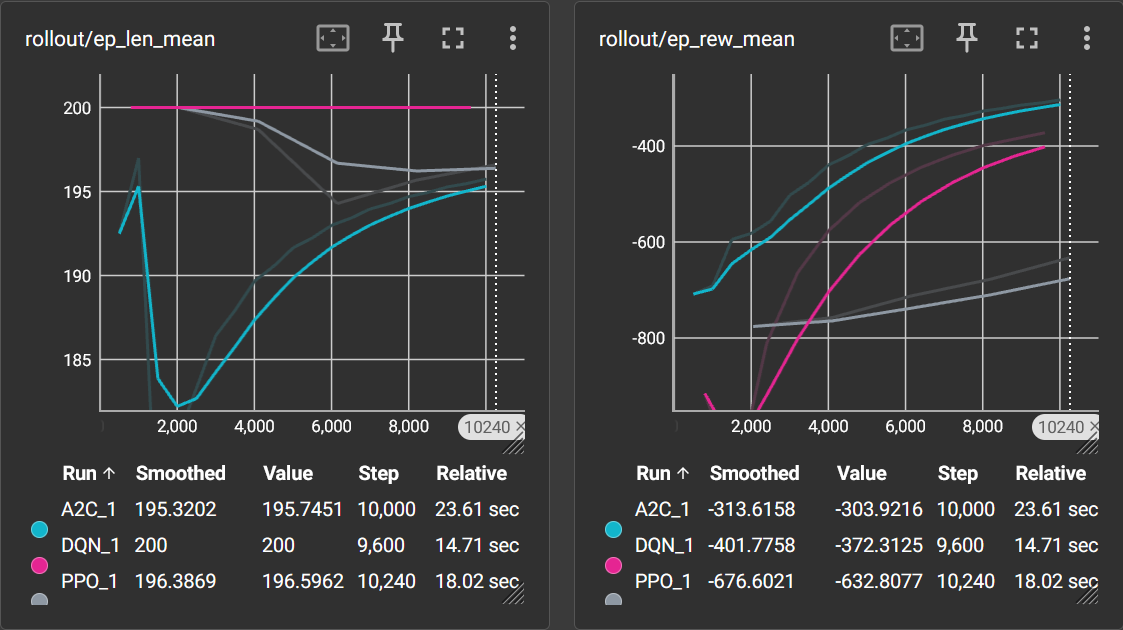 rollout/ep_len_mean
200
195
190
185
2,000 4,000 6,000 8,000 10240 ×
Run ↑ Smoothed Value Step Relative
A2C_1 195.3202 195.7451 10,000 23.61 sec
DQN_1 200 200 9,600 14.71 sec
PPO_1 196.3869 196.5962 10,240 18.02 sec
rollout/ep_rew_mean
-400
-600
-800
2,000 4,000 6,000 8,000 10240 ×
Run ↑ Smoothed Value Step Relative
A2C_1 -313.6158 -303.9216 10,000 23.61 sec
DQN_1 -401.7758 -372.3125 9,600 14.71 sec
PPO_1 -676.6021 -632.8077 10,240 18.02 sec